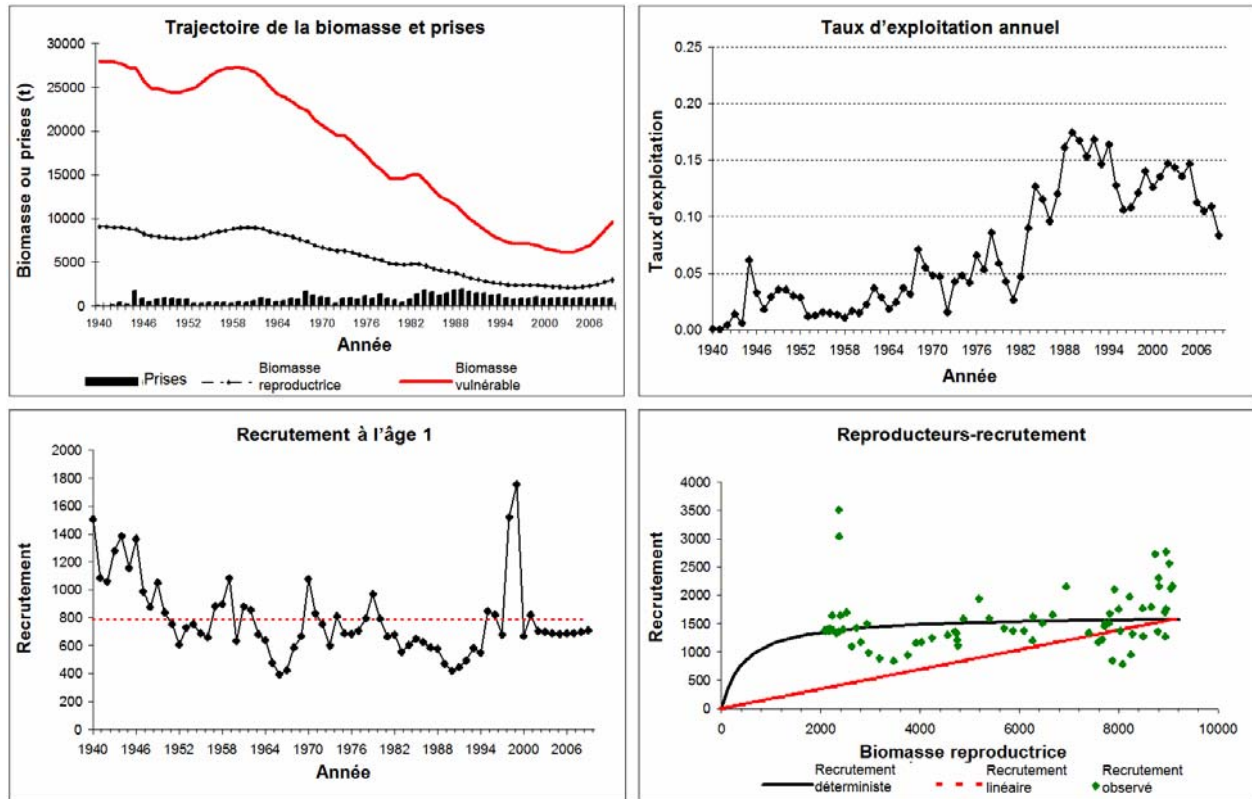 Trajectoire de la biomasse et prises
Biomasse ou prises (t)
30000
25000
20000
15000
10000
5000
0
1940 1946 1952 1958 1964 1970 1976 1982 1988 1994 2000 2006
Année
Prises
Biomasse
reproductrice
Biomasse
vulnérable
Taux d'exploitation annuel
Taux d'exploitation
0.25
0.20
0.15
0.10
0.05
0.00
1940 1946 1952 1958 1964 1970 1976 1982 1988 1994 2000 2006
Année
Recrutement à l'âge 1
Recrutement
2000
1800
1600
1400
1200
1000
800
600
400
200
0
1940 1946 1952 1958 1964 1970 1976 1982 1988 1994 2000 2006
Année
Reproducteurs-recrutement
Recrutement
4000
3500
3000
2500
2000
1500
1000
500
0
0 2000 4000 6000 8000 10000
Biomasse reproductrice
Recrutement
déterministe
Recrutement
linéaire
Recrutement
observé